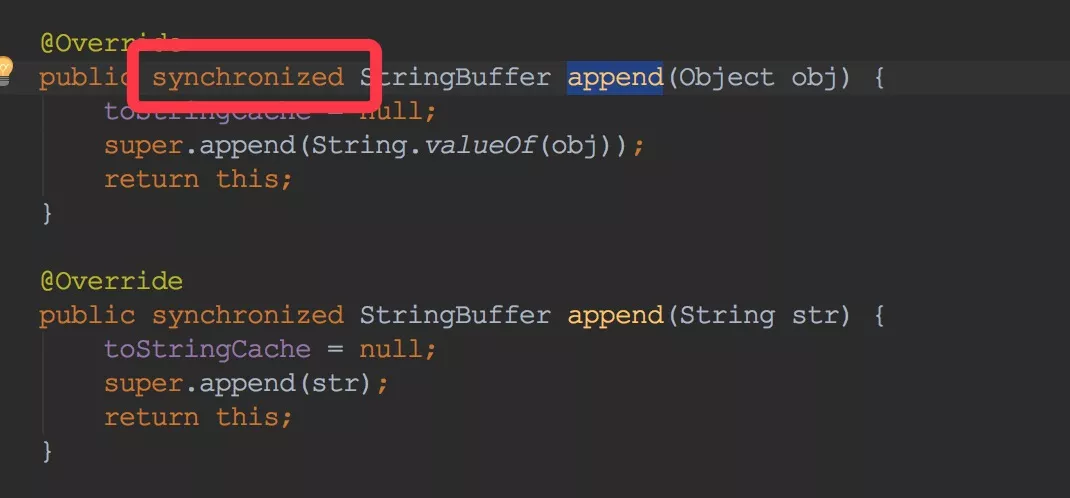 @Override
public synchronized StringBuffer append(Object obj) {
toStringCache = null;
super.append(String.valueOf(obj));
return this;
}
@Override
public synchronized StringBuffer append(String str) {
toStringCache = null;
super.append(str);
return this;
}